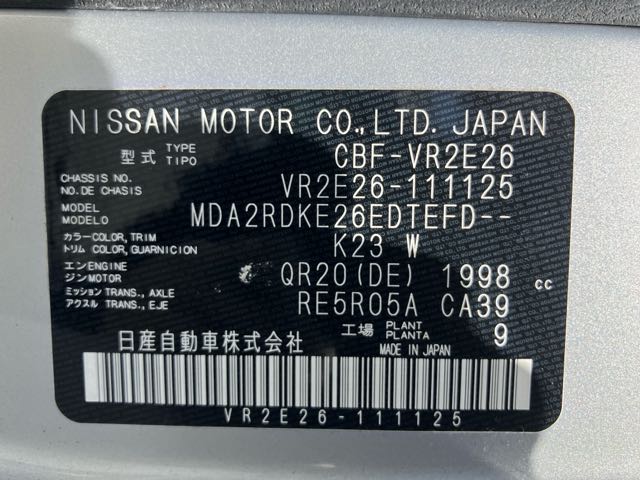 NISSAN MOTOR CO.,LTD. JAPAN
型式 TYPE TIPO CBF-VR2E26
CHASSIS NO. NO.DE CHASIS VR2E26-111125
MODEL MODELO MDA2RDKE26EDTEFD--
カラー COLOR, TRIM トリム COLOR, GUARNICION K23 W
エンジン ENGINE MOTOR QR20(DE) 1998 cc
ミッション TRANS., AXLE アクスル TRANS., EJE RE5R05A CA39
工場 PLANT PLANTA 9
日産自動車株式会社 MADE IN JAPAN
VR2E26-111125